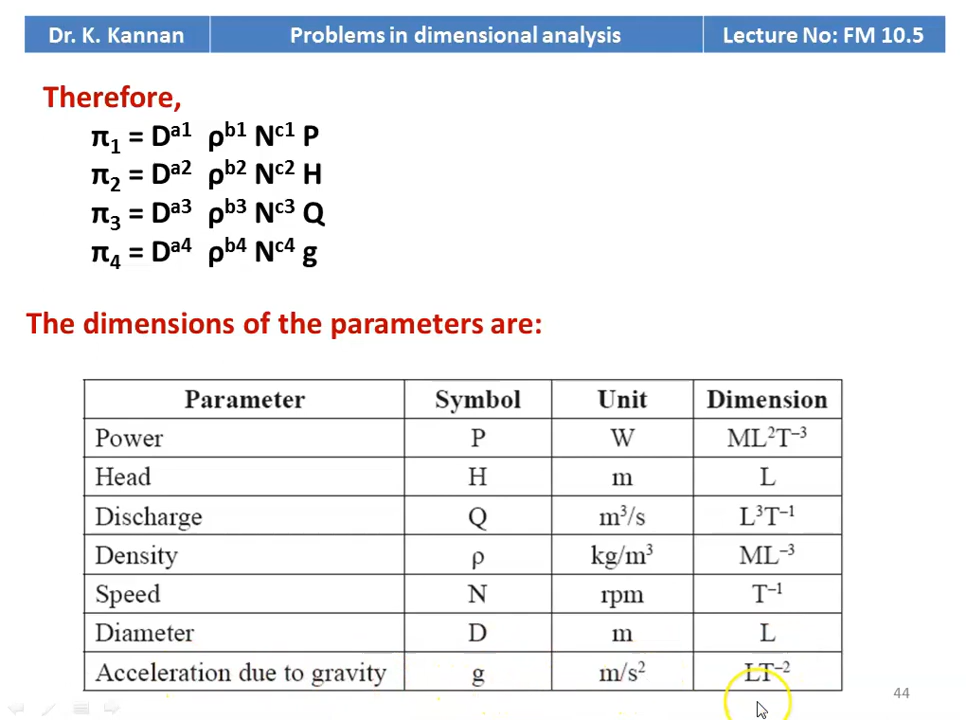 Dr. K. Kannan Problems in dimensional analysis Lecture No: FM 10.5
Therefore,
π₁ = Dᵃ¹ ρᵇ¹ Nᶜ¹ P
π₂ = Dᵃ² ρᵇ² Nᶜ² H
π₃ = Dᵃ³ ρᵇ³ Nᶜ³ Q
π₄ = Dᵃ⁴ ρᵇ⁴ Nᶜ⁴ g
The dimensions of the parameters are:
Parameter Symbol Unit Dimension
Power P W ML²T⁻³
Head H m L
Discharge Q m³/s L³T⁻¹
Density ρ kg/m³ ML⁻³
Speed N rpm T⁻¹
Diameter D m L
Acceleration due to gravity g m/s² LT⁻²
44